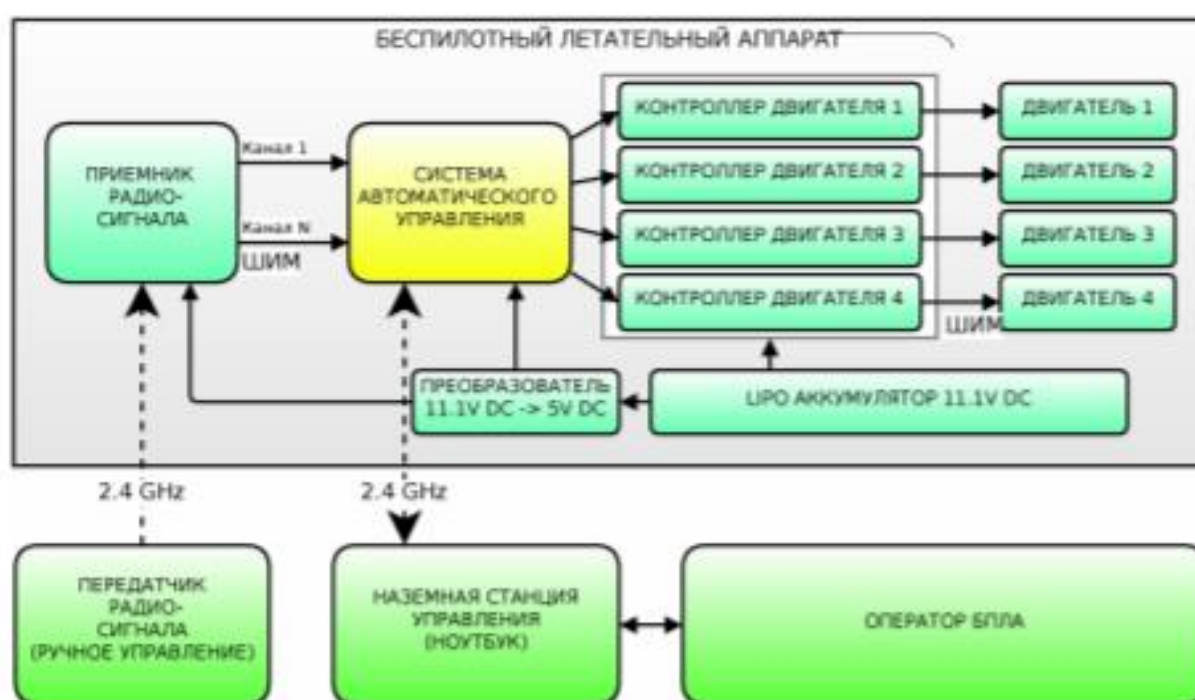 БЕСПИЛОТНЫЙ ЛЕТАТЕЛЬНЫЙ АППАРАТ
ПРИЕМНИК
РАДИО-
СИГНАЛА
Канал 1
Канал N
ШИМ
СИСТЕМА
АВТОМАТИЧЕСКОГО
УПРАВЛЕНИЯ
КОНТРОЛЛЕР ДВИГАТЕЛЯ 1
ДВИГАТЕЛЬ 1
КОНТРОЛЛЕР ДВИГАТЕЛЯ 2
ДВИГАТЕЛЬ 2
КОНТРОЛЛЕР ДВИГАТЕЛЯ 3
ДВИГАТЕЛЬ 3
КОНТРОЛЛЕР ДВИГАТЕЛЯ 4
ДВИГАТЕЛЬ 4
ШИМ
ПРЕОБРАЗОВАТЕЛЬ
11.1V DC -> 5V DC
LIPO АККУМУЛЯТОР 11.1V DC
2.4 GHz
2.4 GHz
ПЕРЕДАТЧИК
РАДИО-
СИГНАЛА
(РУЧНОЕ УПРАВЛЕНИЕ)
НАЗЕМНАЯ СТАНЦИЯ
УПРАВЛЕНИЯ
(НОУТБУК)
ОПЕРАТОР БПЛА